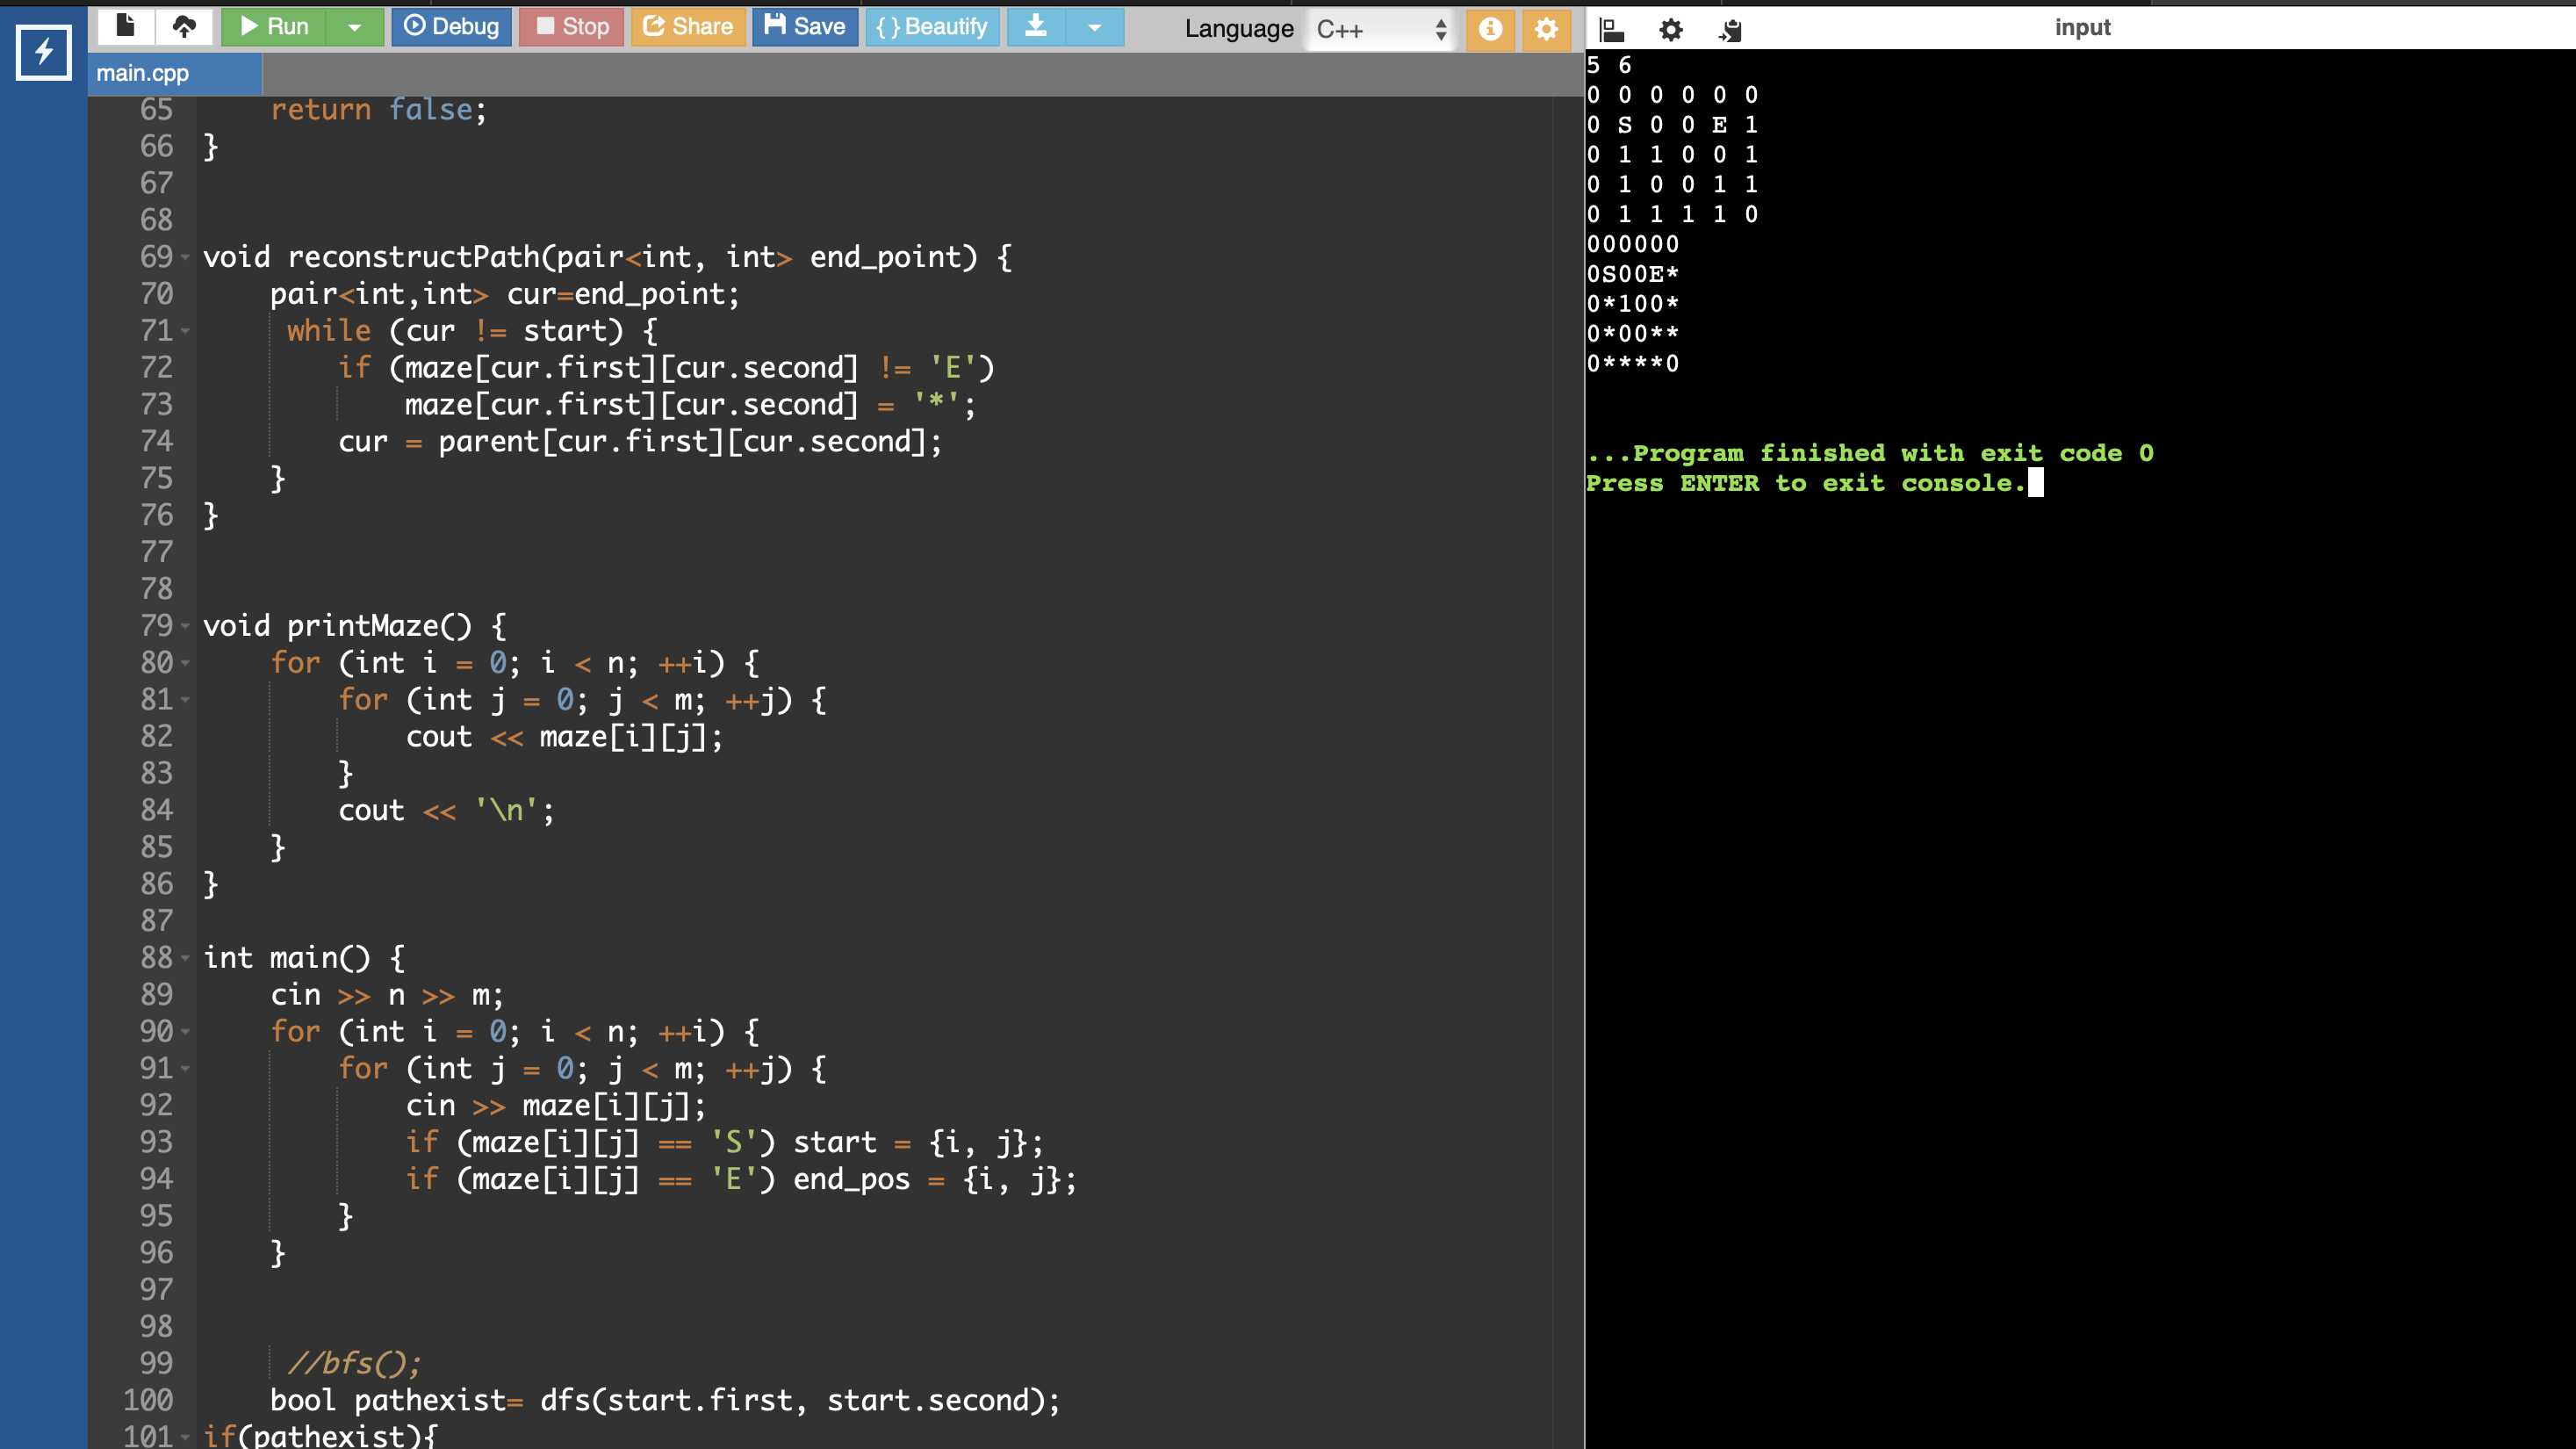 Run Debug Stop Share Save { } Beautify Language C++ input
main.cpp
65 return false;
66 }
67
68
69 void reconstructPath(pair<int, int> end_point) {
70 pair<int,int> cur=end_point;
71 while (cur != start) {
72 if (maze[cur.first][cur.second] != 'E')
73 maze[cur.first][cur.second] = '*';
74 cur = parent[cur.first][cur.second];
75 }
76 }
77
78
79 void printMaze() {
80 for (int i = 0; i < n; ++i) {
81 for (int j = 0; j < m; ++j) {
82 cout << maze[i][j];
83 }
84 cout << '\n';
85 }
86 }
87
88 int main() {
89 cin >> n >> m;
90 for (int i = 0; i < n; ++i) {
91 for (int j = 0; j < m; ++j) {
92 cin >> maze[i][j];
93 if (maze[i][j] == 'S') start = {i, j};
94 if (maze[i][j] == 'E') end_pos = {i, j};
95 }
96 }
97
98
99 //bfs();
100 bool pathexist= dfs(start.first, start.second);
101 if(pathexist){
5 6
0 0 0 0 0 0
0 S 0 0 E 1
0 1 1 0 0 1
0 1 0 0 1 1
0 1 1 1 1 0
000000
0S00E*
0*100*
0*00**
0****0
...Program finished with exit code 0
Press ENTER to exit console.